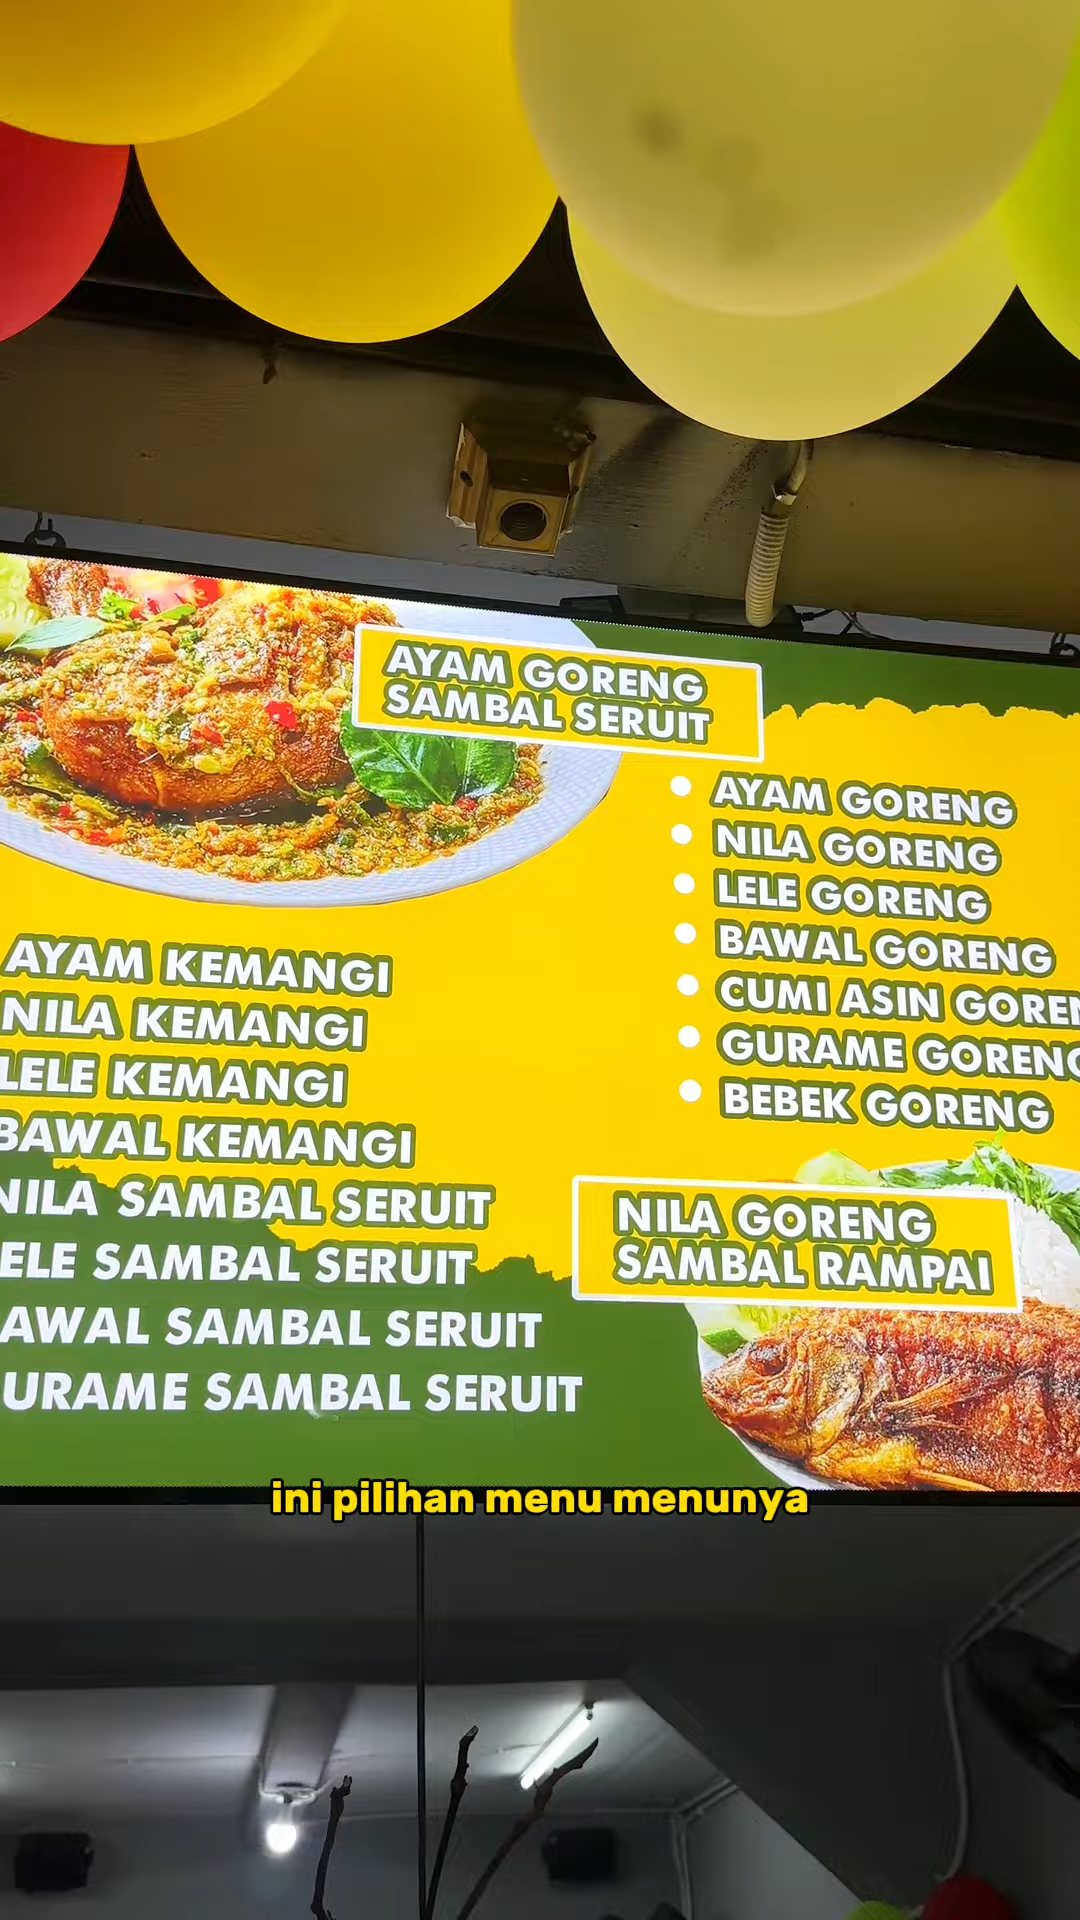 AYAM GORENG
SAMBAL SERUIT
AYAM KEMANGI
NILA KEMANGI
LELE KEMANGI
BAWAL KEMANGI
NILA SAMBAL SERUIT
ELE SAMBAL SERUIT
AWAL SAMBAL SERUIT
URAME SAMBAL SERUIT
AYAM GORENG
NILA GORENG
LELE GORENG
BAWAL GORENG
CUMI ASIN GOREN
GURAME GORENG
BEBEK GORENG
NILA GORENG
SAMBAL RAMPAI
ini pilihan menu menunya